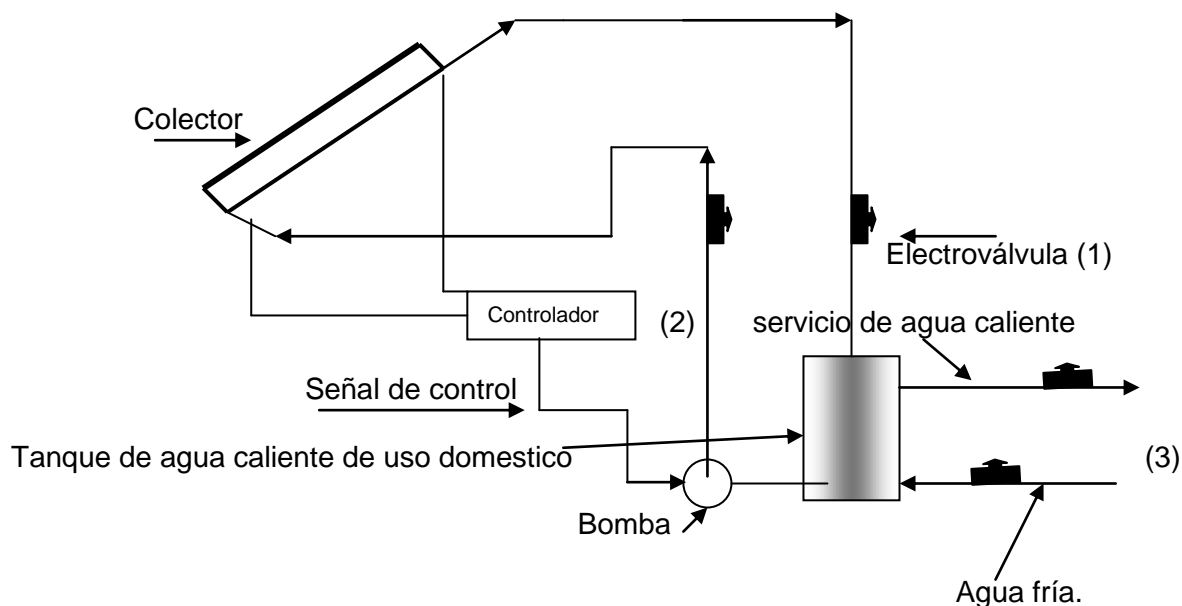 Colector
Electroválvula (1)
Controlador
(2)
servicio de agua caliente
Señal de control
Tanque de agua caliente de uso domestico
(3)
Bomba
Agua fría.